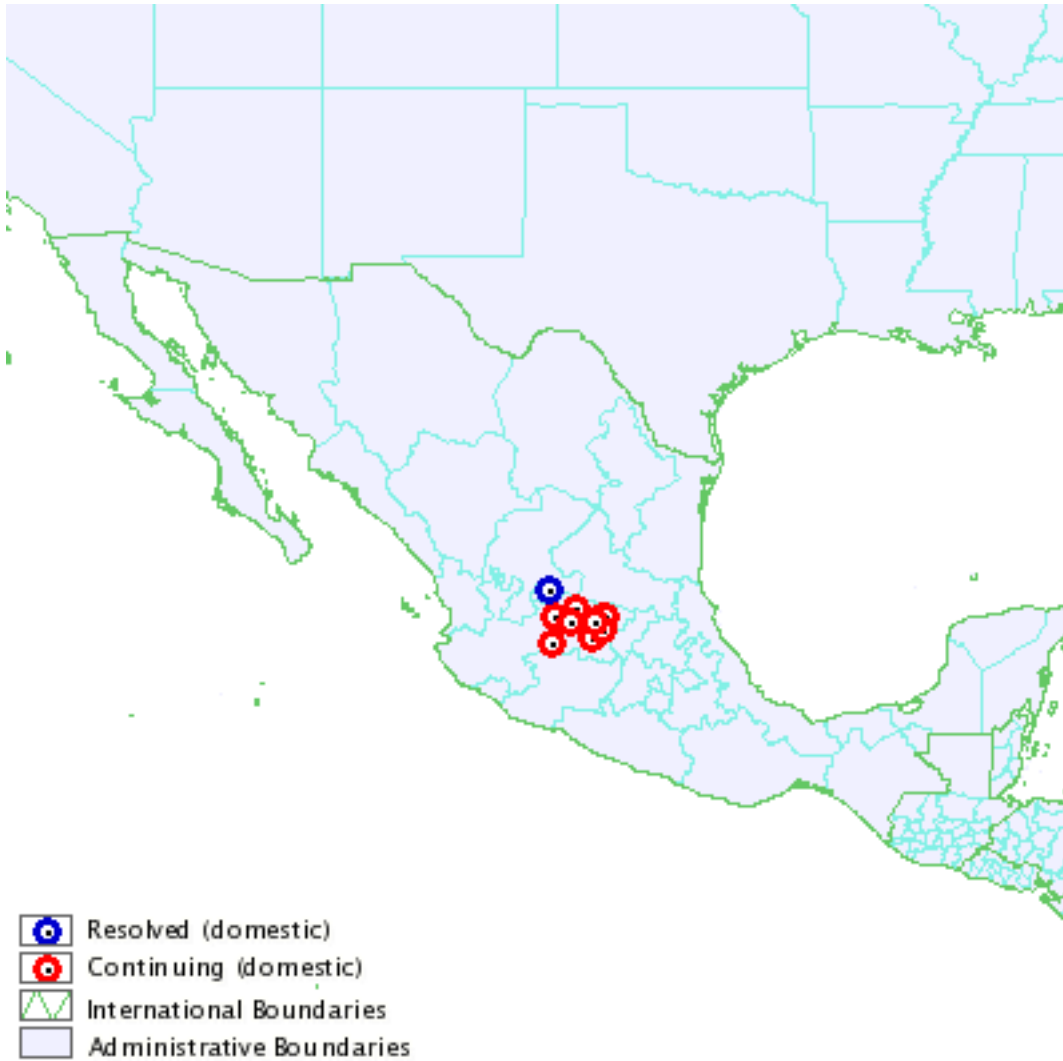 Resolved (domestic)
Continuing (domestic)
International Boundaries
Administrative Boundaries